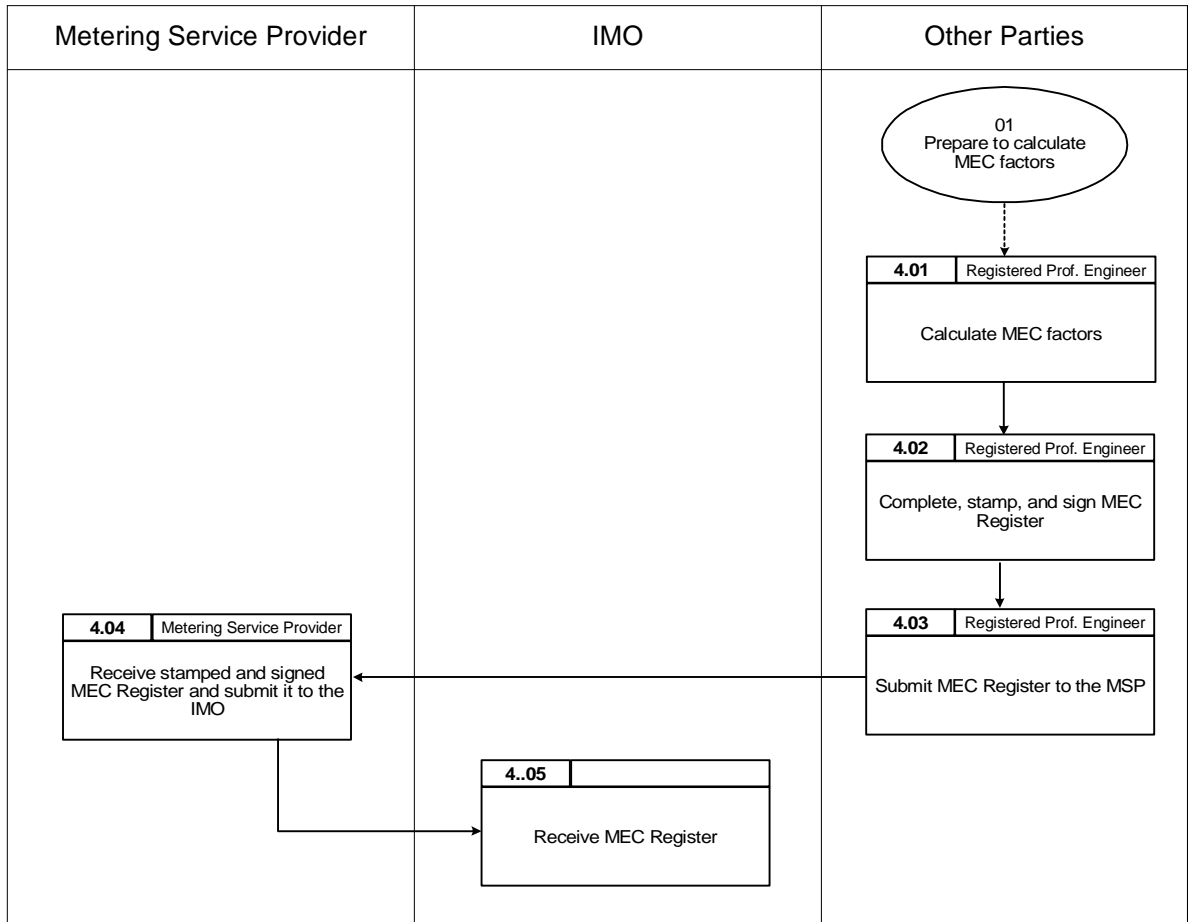 Metering Service Provider
IMO
Other Parties
01
Prepare to calculate
MEC factors
4.01
Registered Prof. Engineer
Calculate MEC factors
4.02
Registered Prof. Engineer
Complete, stamp, and sign MEC
Register
4.03
Registered Prof. Engineer
Submit MEC Register to the MSP
4.04
Metering Service Provider
Receive stamped and signed
MEC Register and submit it to the
IMO
4..05
Receive MEC Register